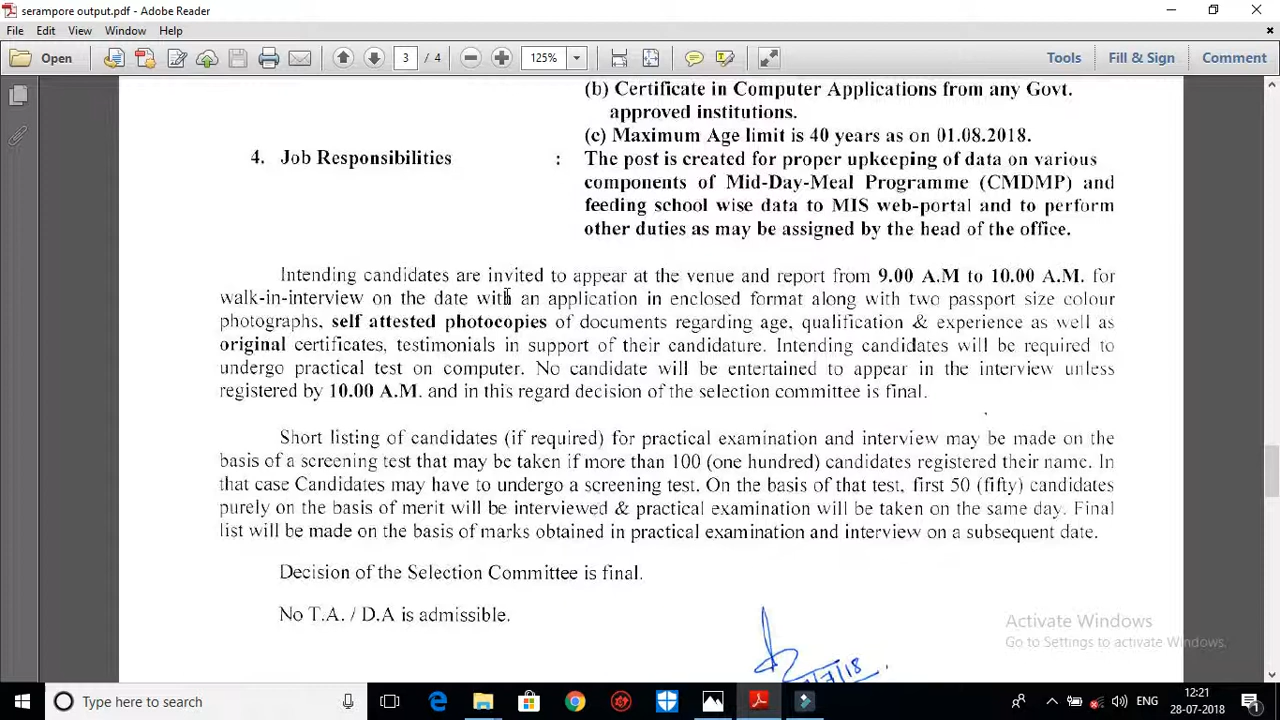 serampore output.pdf - Adobe Reader
File Edit View Window Help
Open 3 / 4 125% Tools Fill & Sign Comment
(b) Certificate in Computer Applications from any Govt.
approved institutions.
(c) Maximum Age limit is 40 years as on 01.08.2018.
4. Job Responsibilities : The post is created for proper upkeeping of data on various
components of Mid-Day-Meal Programme (CMDMP) and
feeding school wise data to MIS web-portal and to perform
other duties as may be assigned by the head of the office.
Intending candidates are invited to appear at the venue and report from 9.00 A.M to 10.00 A.M. for
walk-in-interview on the date with an application in enclosed format along with two passport size colour
photographs, self attested photocopies of documents regarding age, qualification & experience as well as
original certificates, testimonials in support of their candidature. Intending candidates will be required to
undergo practical test on computer. No candidate will be entertained to appear in the interview unless
registered by 10.00 A.M. and in this regard decision of the selection committee is final.
Short listing of candidates (if required) for practical examination and interview may be made on the
basis of a screening test that may be taken if more than 100 (one hundred) candidates registered their name. In
that case Candidates may have to undergo a screening test. On the basis of that test, first 50 (fifty) candidates
purely on the basis of merit will be interviewed & practical examination will be taken on the same day. Final
list will be made on the basis of marks obtained in practical examination and interview on a subsequent date.
Decision of the Selection Committee is final.
No T.A. / D.A is admissible.
Activate Windows
Go to Settings to activate Windows.
Type here to search
ENG
12:21
28-07-2018